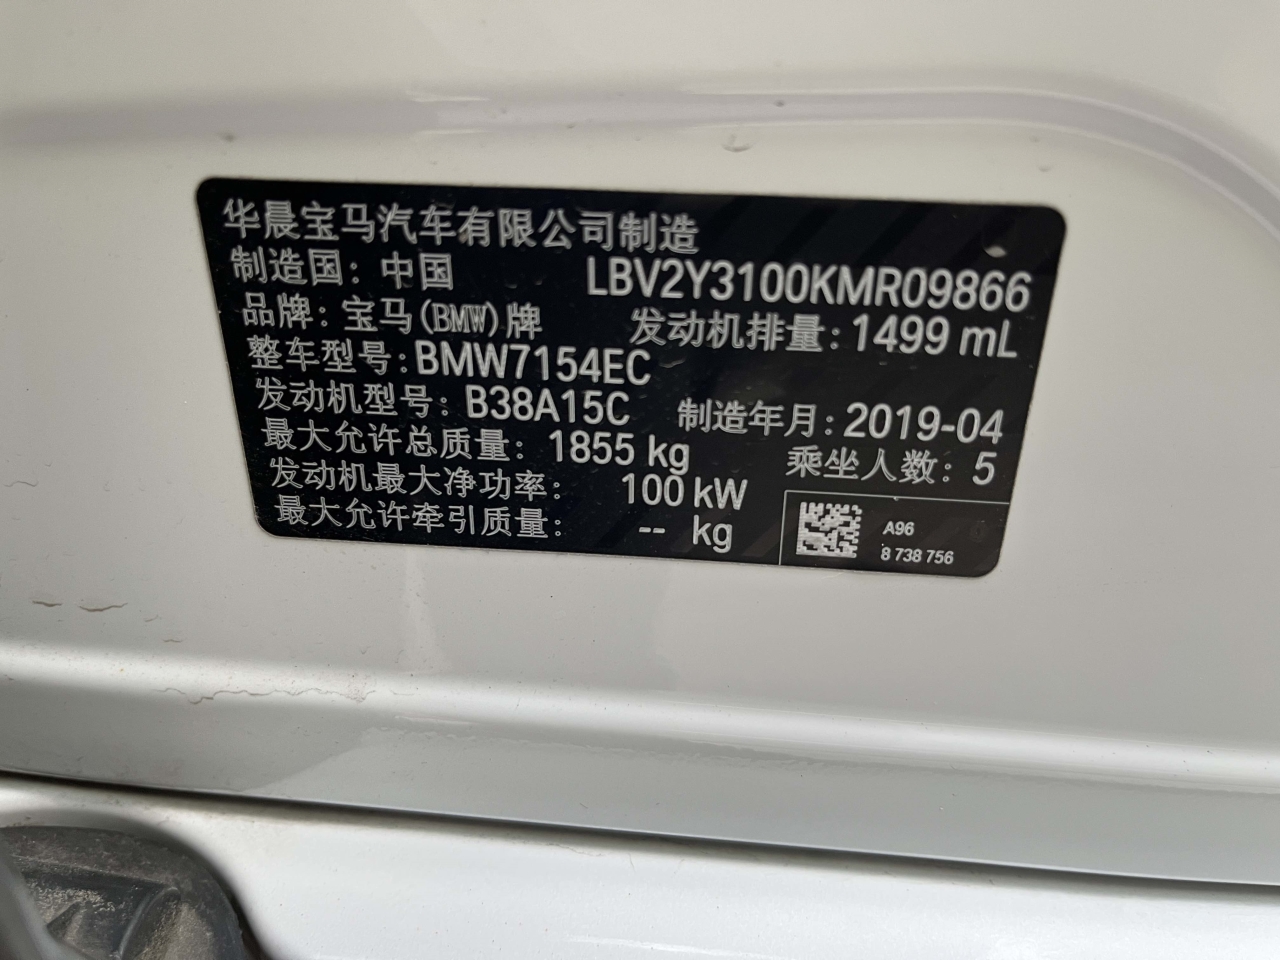 华晨宝马汽车有限公司制造
制造国：中国 LBV2Y3100KMR09866
品牌：宝马(BMW)牌 发动机排量：1499 mL
整车型号：BMW7154EC
发动机型号：B38A15C 制造年月：2019-04
最大允许总质量：1855 kg 乘坐人数：5
发动机最大净功率：100 kW
最大允许牵引质量：-- kg
A96
8 738 756